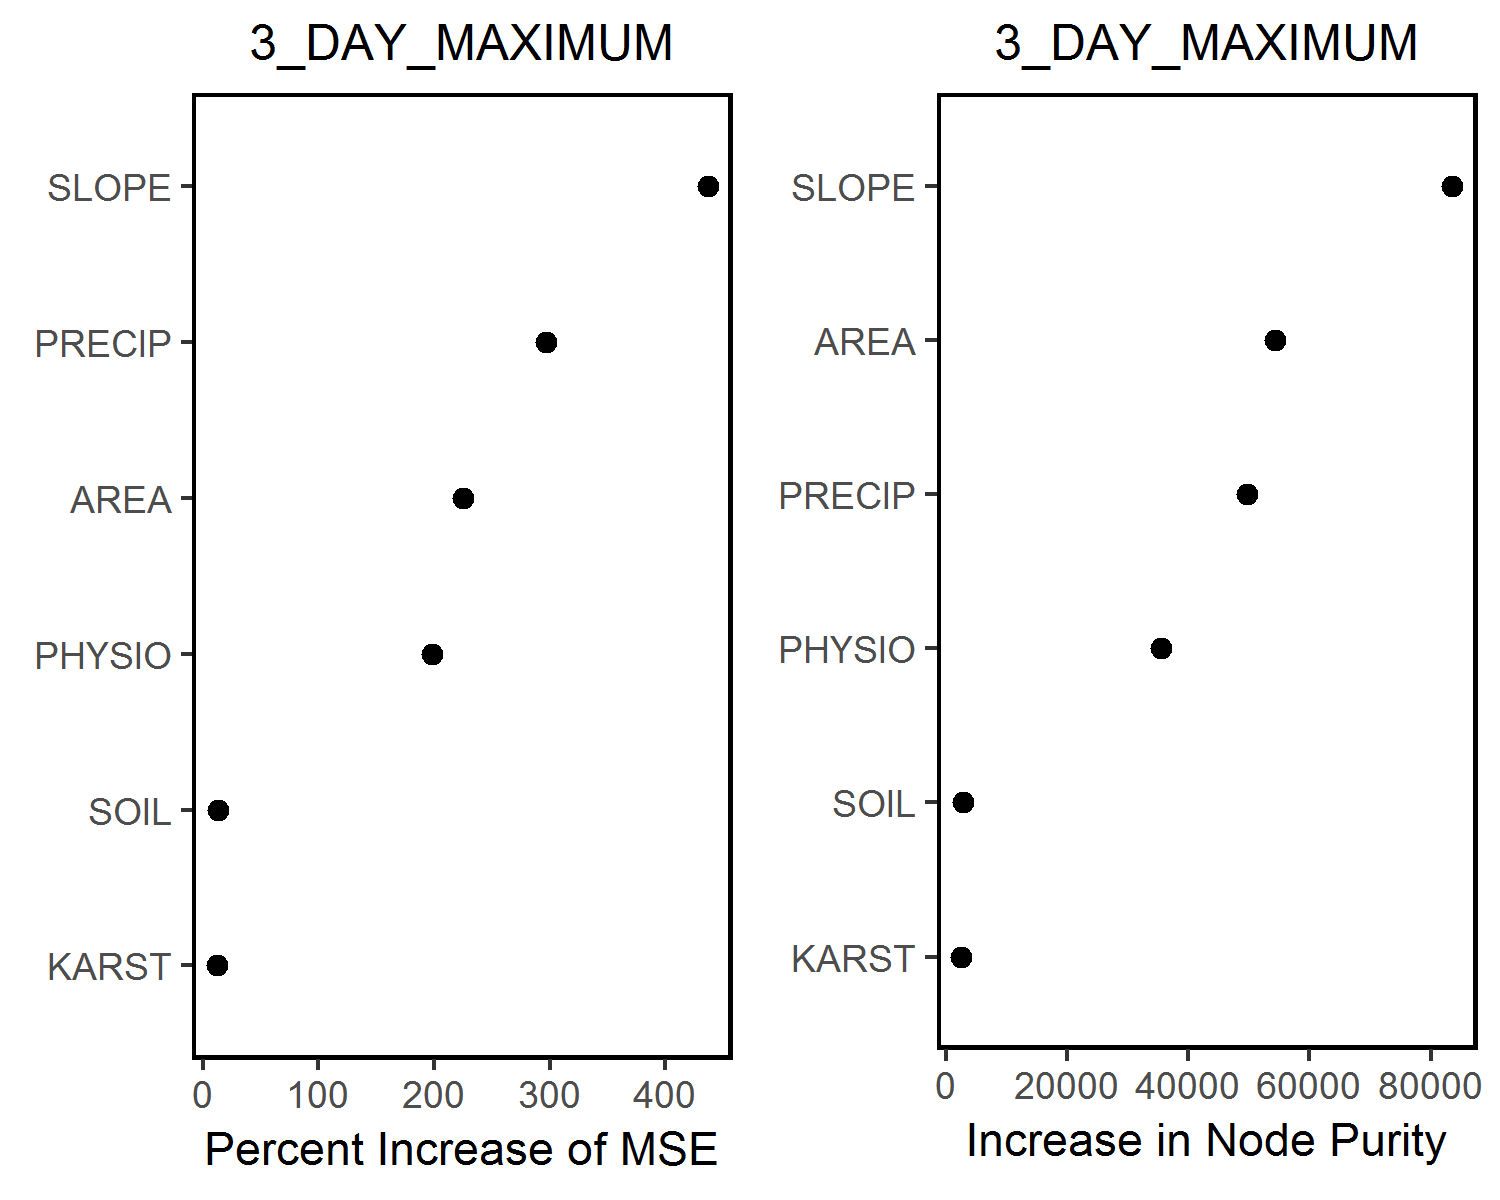 3_DAY_MAXIMUM
SLOPE
PRECIP
AREA
PHYSIO
SOIL
KARST
0 100 200 300 400
Percent Increase of MSE
3_DAY_MAXIMUM
SLOPE
AREA
PRECIP
PHYSIO
SOIL
KARST
0 20000 40000 60000 80000
Increase in Node Purity